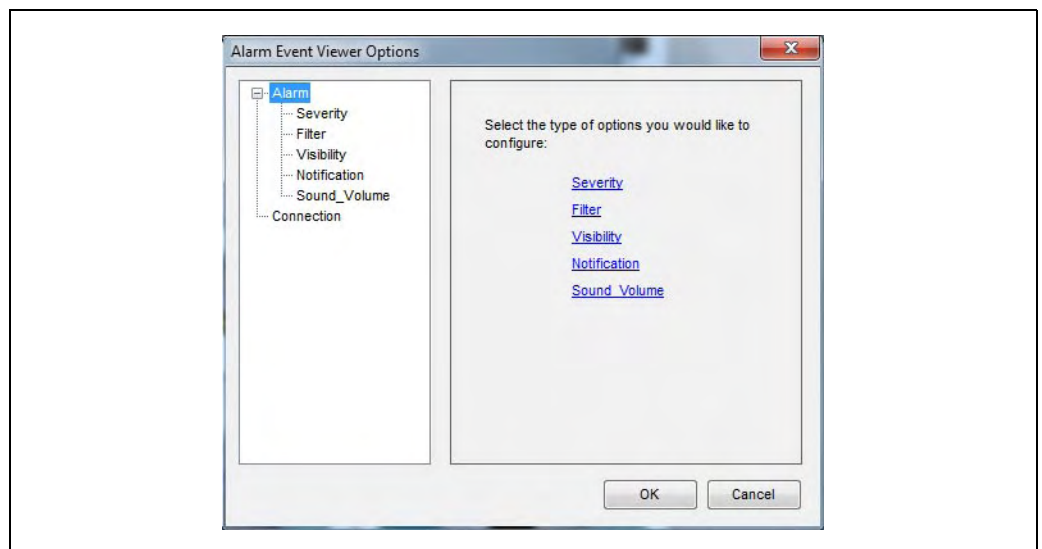 Alarm Event Viewer Options
Alarm
Severity
Filter
Visibility
Notification
Sound_Volume
Connection
Select the type of options you would like to
configure:
Severity
Filter
Visibility
Notification
Sound_Volume
OK
Cancel